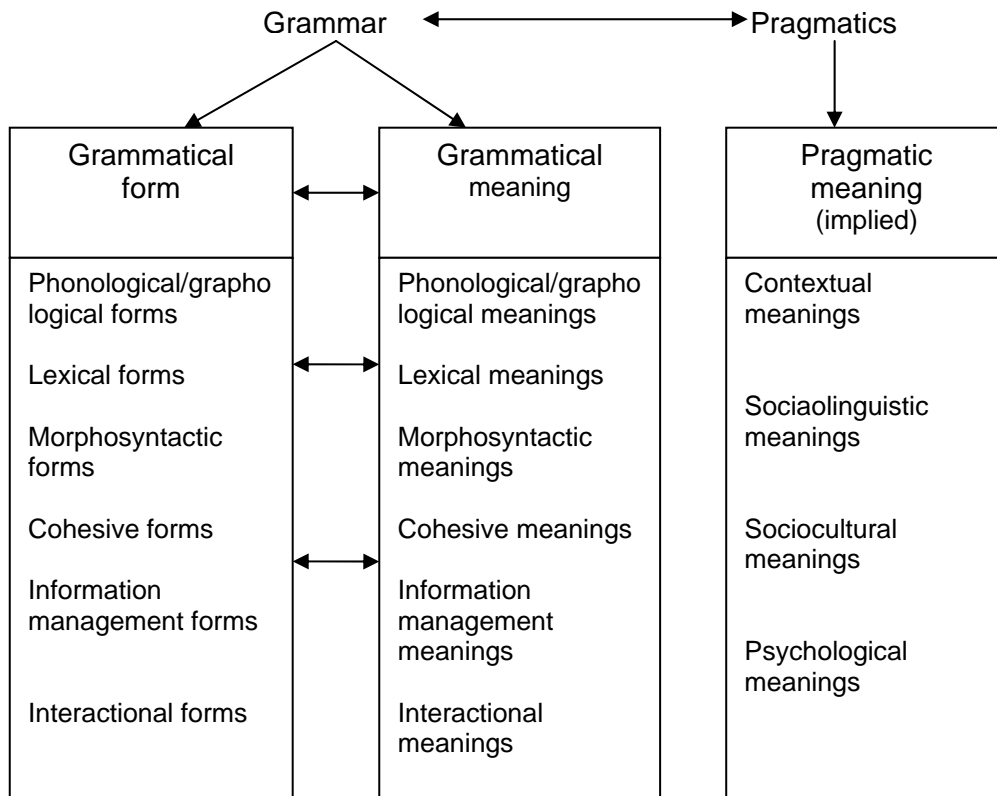 Grammar
Pragmatics
Grammatical
form
Grammatical
meaning
Pragmatic
meaning
(implied)
Phonological/grapho
logical forms
Lexical forms
Morphosyntactic
forms
Cohesive forms
Information
management forms
Interactional forms
Phonological/grapho
logical meanings
Lexical meanings
Morphosyntactic
meanings
Cohesive meanings
Information
management
meanings
Interactional
meanings
Contextual
meanings
Sociaolinguistic
meanings
Sociocultural
meanings
Psychological
meanings